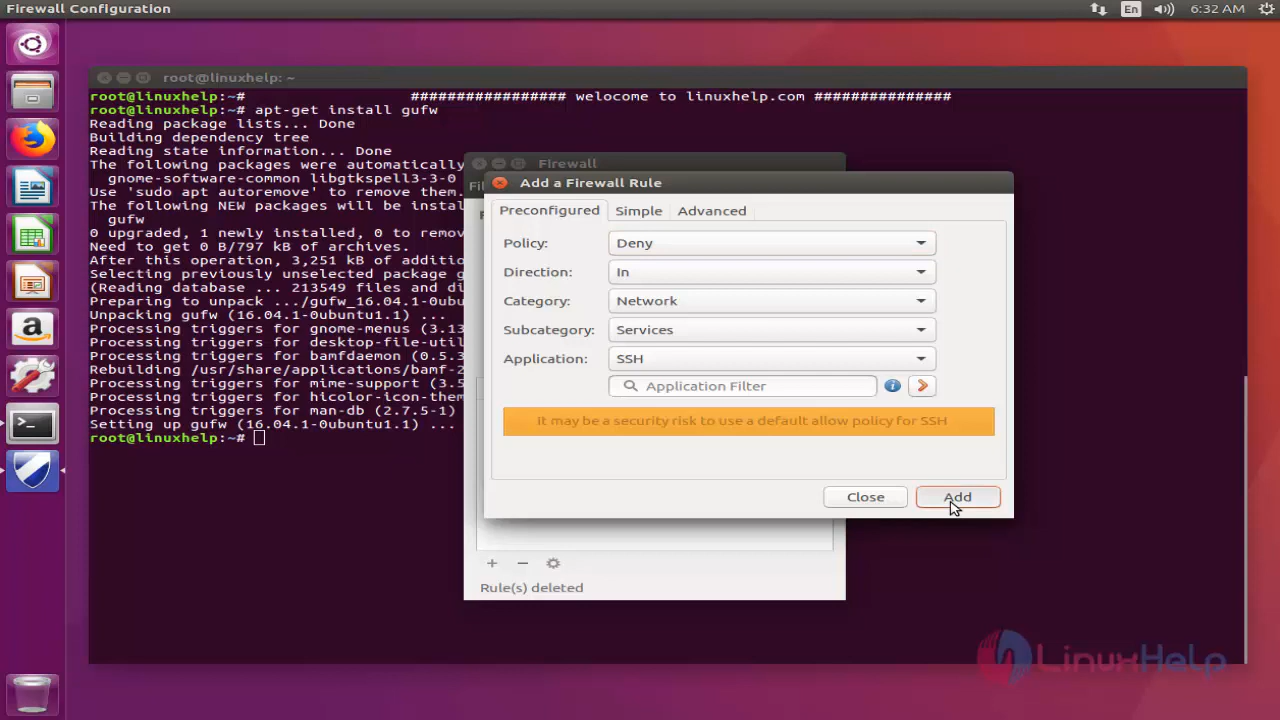 Firewall Configuration
En
6:32 AM
root@linuxhelp: ~
root@linuxhelp:~# ################# welocome to linuxhelp.com ###############
root@linuxhelp:~# apt-get install gufw
Reading package lists... Done
Building dependency tree
Reading state information... Done
The following packages were automatically
gnome-software-common libgtkspell3-3-0
Use 'sudo apt autoremove' to remove them.
The following NEW packages will be instal
gufw
0 upgraded, 1 newly installed, 0 to remov
Need to get 0 B/797 kB of archives.
After this operation, 3,251 kB of additio
Selecting previously unselected package g
(Reading database ... 213549 files and di
Preparing to unpack .../gufw_16.04.1-0ubu
Unpacking gufw (16.04.1-0ubuntu1.1) ...
Processing triggers for gnome-menus (3.13
Processing triggers for desktop-file-util
Processing triggers for bamfdaemon (0.5.3
Rebuilding /usr/share/applications/bamf-2
Processing triggers for mime-support (3.5
Processing triggers for hicolor-icon-them
Processing triggers for man-db (2.7.5-1)
Setting up gufw (16.04.1-0ubuntu1.1) ...
root@linuxhelp:~#
Firewall
Fil
Add a Firewall Rule
Preconfigured Simple Advanced
Policy: Deny
Direction: In
Category: Network
Subcategory: Services
Application: SSH
Application Filter
It may be a security risk to use a default allow policy for SSH
Close Add
Rule(s) deleted
LinuxHelp